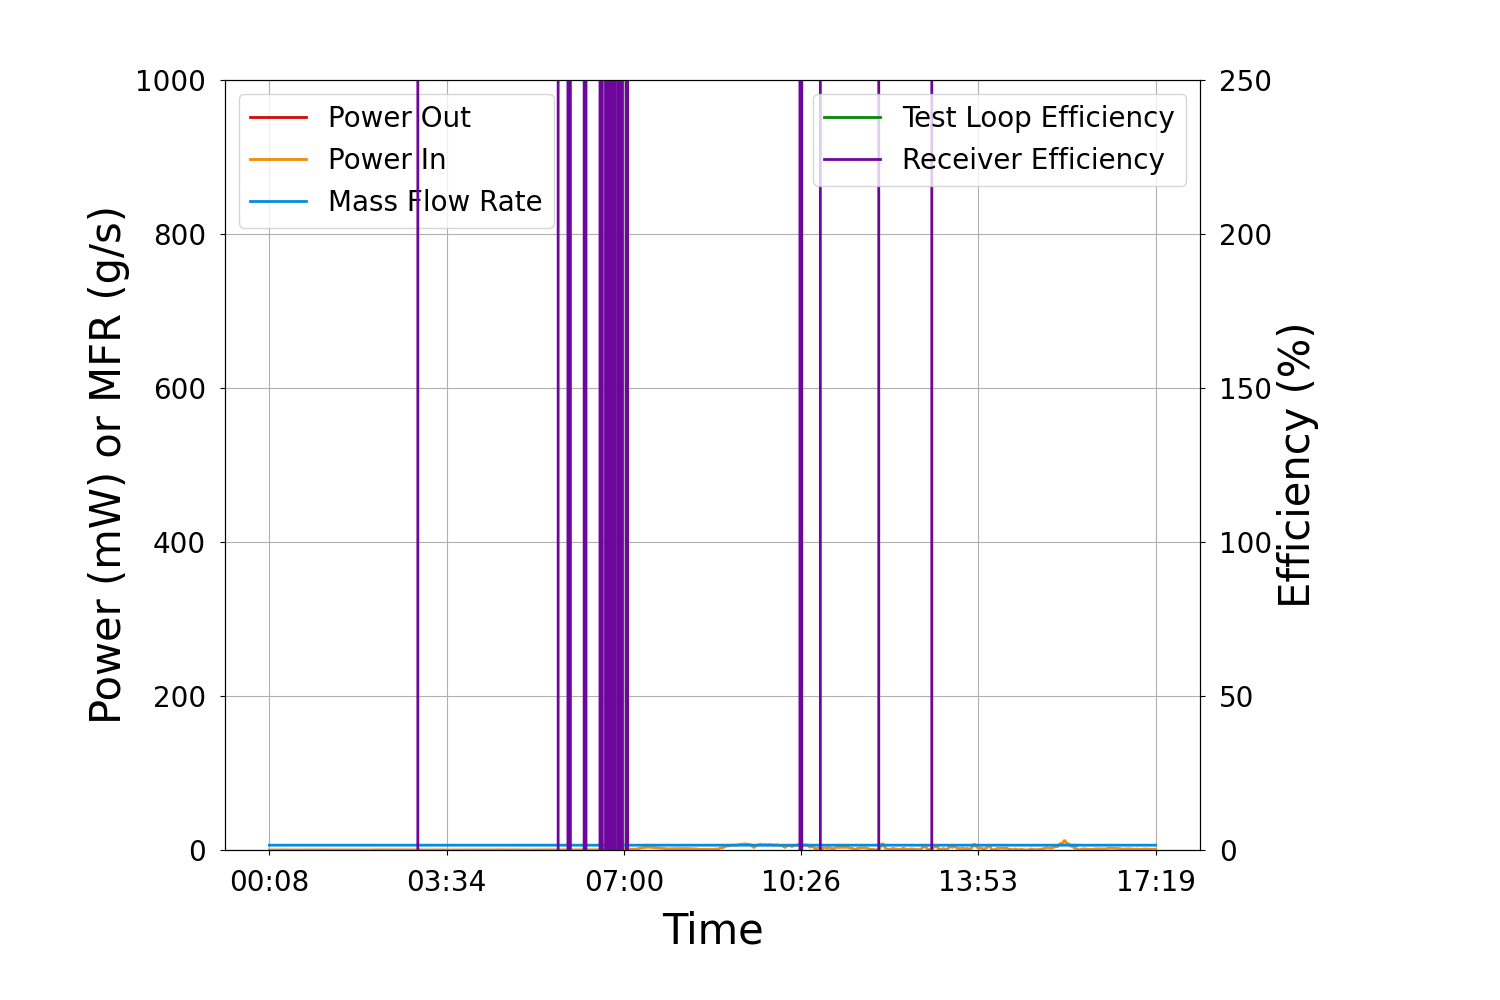 1000
800
600
400
200
0
Power (mW) or MFR (g/s)
Power Out
Power In
Mass Flow Rate
Test Loop Efficiency
Receiver Efficiency
250
200
150
100
50
0
Efficiency (%)
00:08 03:34 07:00 10:26 13:53 17:19
Time